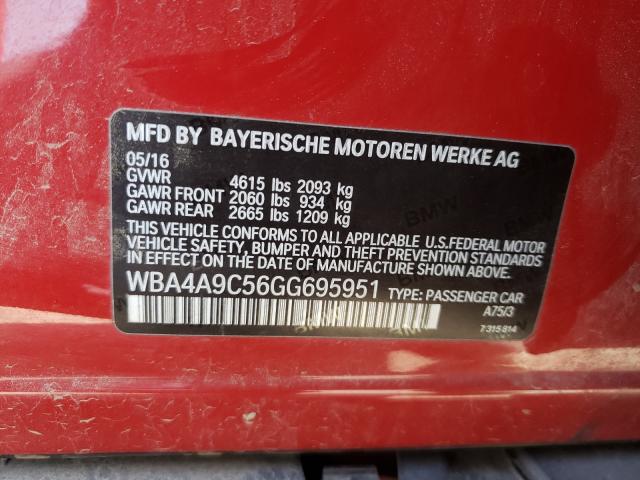 MFD BY BAYERISCHE MOTOREN WERKE AG
05/16
GVWR 4615 lbs 2093 kg
GAWR FRONT 2060 lbs 934 kg
GAWR REAR 2665 lbs 1209 kg
THIS VEHICLE CONFORMS TO ALL APPLICABLE U.S.FEDERAL MOTOR
VEHICLE SAFETY, BUMPER AND THEFT PREVENTION STANDARDS
IN EFFECT ON THE DATE OF MANUFACTURE SHOWN ABOVE.
WBA4A9C56GG695951 TYPE: PASSENGER CAR
A75/3
7315814
BMW